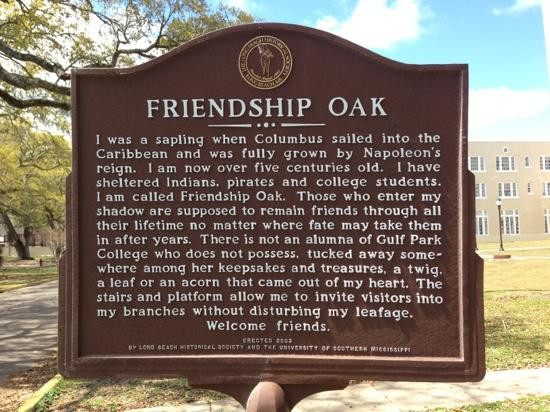 FRIENDSHIP OAK
I was a sapling when Columbus sailed into the
Caribbean and was fully grown by Napoleon's
reign. I am now over five centuries old. I have
sheltered Indians, pirates and college students.
I am called Friendship Oak. Those who enter my
shadow are supposed to remain friends through all
their lifetime no matter where fate may take them
in after years. There is not an alumna of Gulf Park
College who does not possess, tucked away some-
where among her keepsakes and treasures, a twig,
a leaf or an acorn that came out of my heart. The
stairs and platform allow me to invite visitors into
my branches without disturbing my leafage.
Welcome friends.
ERECTED 2003
BY LONG BEACH HISTORICAL SOCIETY AND THE UNIVERSITY OF SOUTHERN MISSISSIPPI